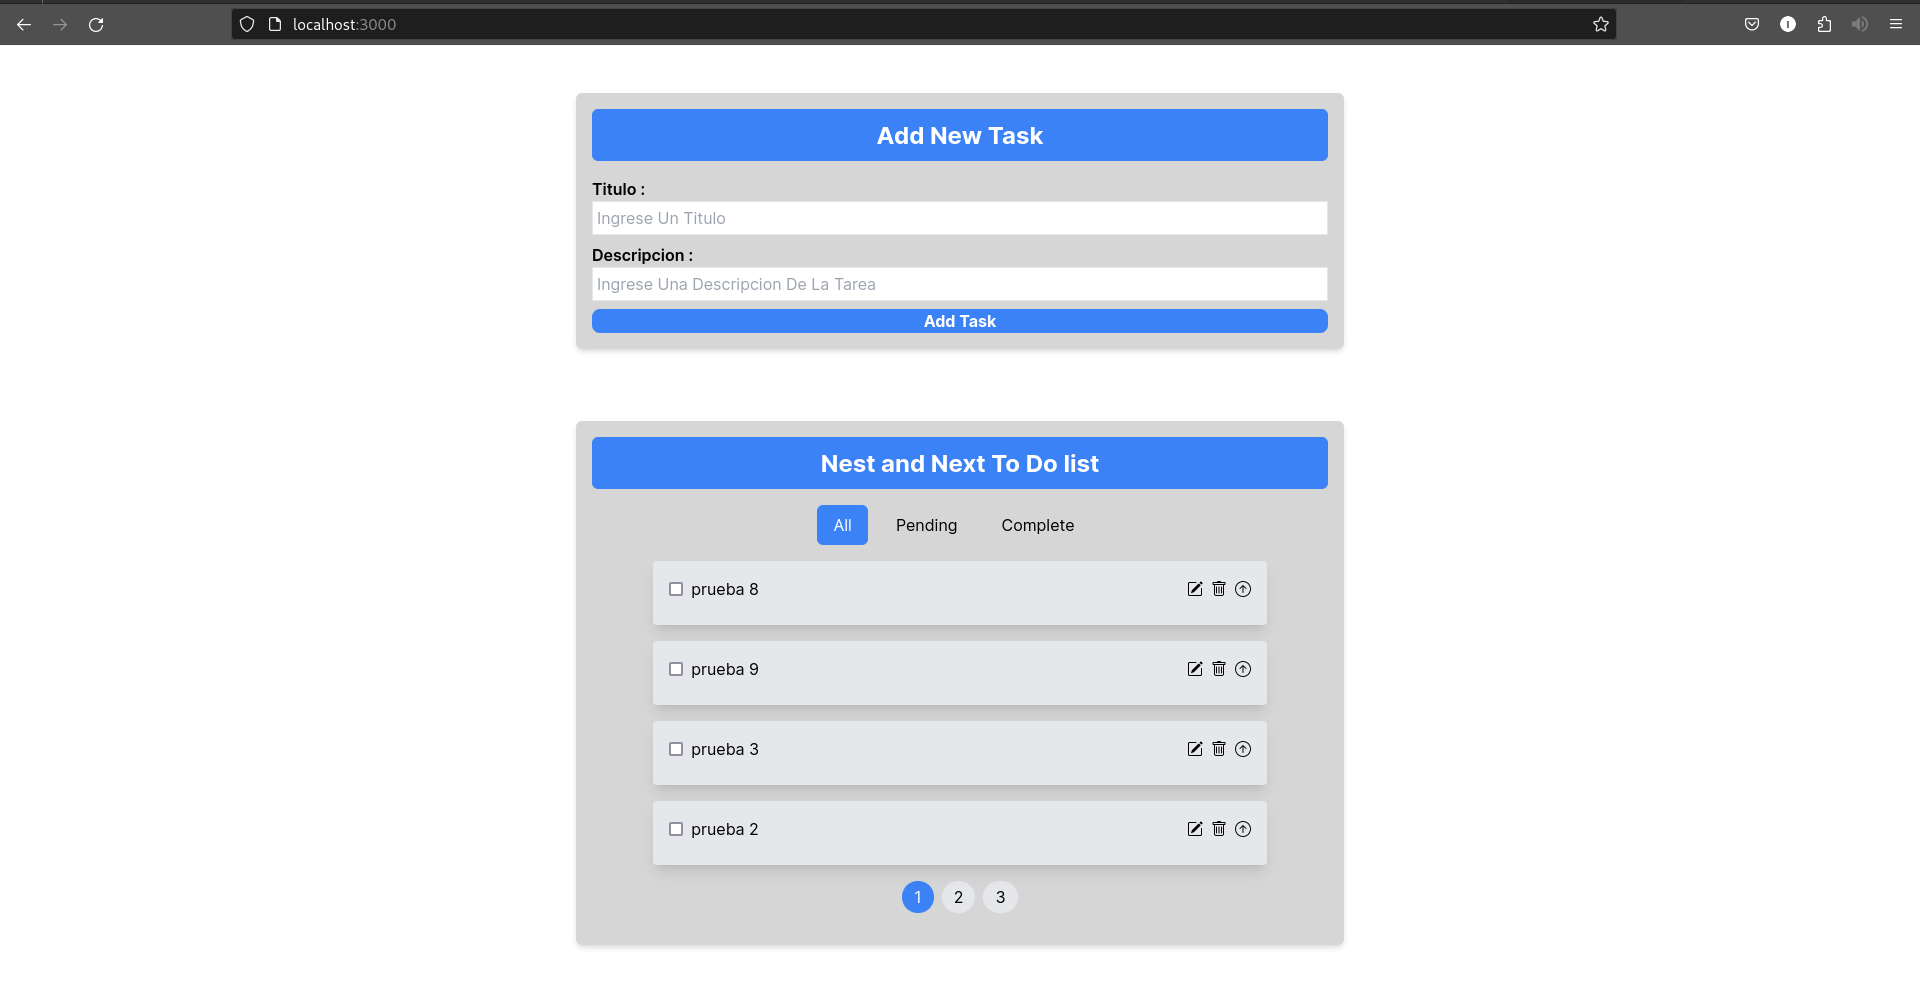 localhost:3000
Add New Task
Titulo :
Ingrese Un Titulo
Descripcion :
Ingrese Una Descripcion De La Tarea
Add Task
Nest and Next To Do list
All Pending Complete
prueba 8
prueba 9
prueba 3
prueba 2
1 2 3